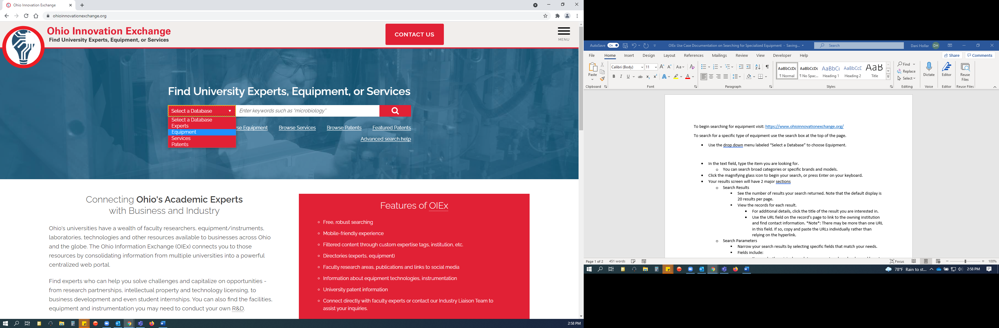 Ohio Innovation Exchange
ohioinnovationexchange.org
Ohio Innovation Exchange
Find University Experts, Equipment, or Services
CONTACT US
MENU
Find University Experts, Equipment, or Services
Select a Database
Enter keywords such as "microbiology"
Select a Database
Experts
Equipment
Services
Patents
se Equipment
Browse Services
Browse Patents
Featured Patents
Advanced search help
Connecting Ohio's Academic Experts
with Business and Industry
Ohio's universities have a wealth of faculty researchers, equipment/instruments,
laboratories, technologies and other resources available to businesses across Ohio
and the globe. The Ohio Information Exchange (OIEx) connects you to those
resources by consolidating information from multiple universities into a powerful
centralized web portal.
Find experts who can help you solve challenges and capitalize on opportunities -
from research partnerships, intellectual property and technology licensing, to
business development and even student internships. You can also find the facilities,
equipment and instrumentation you may need to conduct your own R&D.
Features of OIEx
Free, robust searching
Mobile-friendly experience
Filtered content through custom expertise tags, institution, etc.
Directories (experts, equipment)
Faculty research areas, publications and links to social media
Information about equipment technologies, instrumentation
University patent information
Connect directly with faculty experts or contact our Industry Liaison Team to
assist your inquiries.
2:58 PM
AutoSave On
OIEx Use Case Documentation on Searching for Specialized Equipment - Saving...
Search
Dani Hollar DH
File Home Insert Design Layout References Mailings Review View Developer Help
Share Comments
Paste
Clipboard
Calibri (Body) 11
Font
Paragraph
AaBbCcDc AaBbCcDc AaBbCc AaBbCcC AaB
¶ Normal ¶ No Spac... Heading 1 Heading 2 Title
Styles
Find
Replace
Select
Editing
Dictate
Voice
Editor
Editor
Reuse
Files
Reuse Files
To begin searching for equipment visit: https://www.ohioinnovationexchange.org/
To search for a specific type of equipment use the search box at the top of the page.
• Use the drop down menu labeled “Select a Database” to choose Equipment.
• In the text field, type the item you are looking for.
o You can search broad categories or specific brands and models.
• Click the magnifying glass icon to begin your search, or press Enter on your keyboard.
• Your results screen will have 2 major sections
o Search Results
▪ See the number of results your search returned. Note that the default display is
20 results per page.
▪ View the records for each result.
• For additional details, click the title of the result you are interested in.
• Use the URL field on the record’s page to link to the owning institution
and find contact information. *Note*: There may be more than one URL
in this field. If so, copy and paste the URLs individually rather than
relying on the hyperlink.
o Search Parameters
▪ Narrow your search results by selecting specific fields that match your needs.
▪ Fields include:
Page 1 of 2 451 words
Focus
100%
78°F Rain to st...
2:58 PM